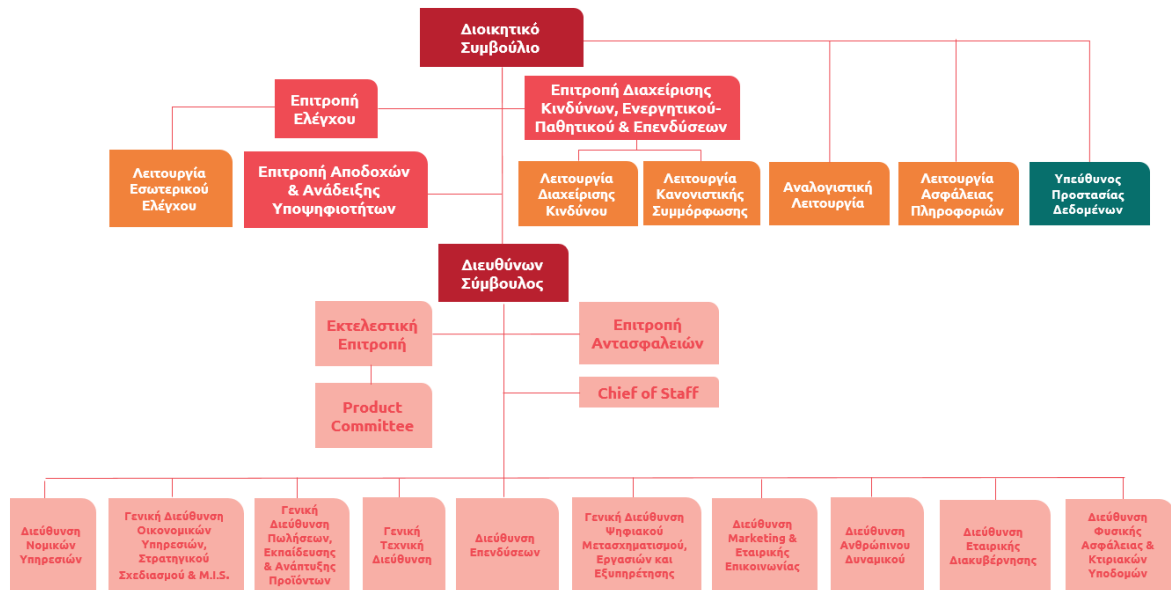 Διοικητικό
Συμβούλιο
Επιτροπή
Ελέγχου
Επιτροπή Διαχείρισης
Κινδύνων, Ενεργητικού-
Παθητικού & Επενδύσεων
Λειτουργία
Εσωτερικού
Ελέγχου
Επιτροπή Αποδοχών
& Ανάδειξης
Υποψηφιοτήτων
Λειτουργία
Διαχείρισης
Κινδύνου
Λειτουργία
Κανονιστικής
Συμμόρφωσης
Αναλογιστική
Λειτουργία
Λειτουργία
Ασφάλειας
Πληροφοριών
Υπεύθυνος
Προστασίας
Δεδομένων
Διευθύνων
Σύμβουλος
Εκτελεστική
Επιτροπή
Επιτροπή
Αντασφαλειών
Product
Committee
Chief of Staff
Διεύθυνση
Νομικών
Υπηρεσιών
Γενική Διεύθυνση
Οικονομικών
Υπηρεσιών,
Στρατηγικού
Σχεδιασμού & M.I.S.
Γενική
Διεύθυνση
Πωλήσεων,
Εκπαίδευσης
& Ανάπτυξης
Προϊόντων
Γενική
Τεχνική
Διεύθυνση
Διεύθυνση
Επενδύσεων
Γενική Διεύθυνση
Ψηφιακού
Μετασχηματισμού,
Εργασιών και
Εξυπηρέτησης
Διεύθυνση
Marketing &
Εταιρικής
Επικοινωνίας
Διεύθυνση
Ανθρώπινου
Δυναμικού
Διεύθυνση
Εταιρικής
Διακυβέρνησης
Διεύθυνση
Φυσικής
Ασφάλειας &
Κτιριακών
Υποδομών